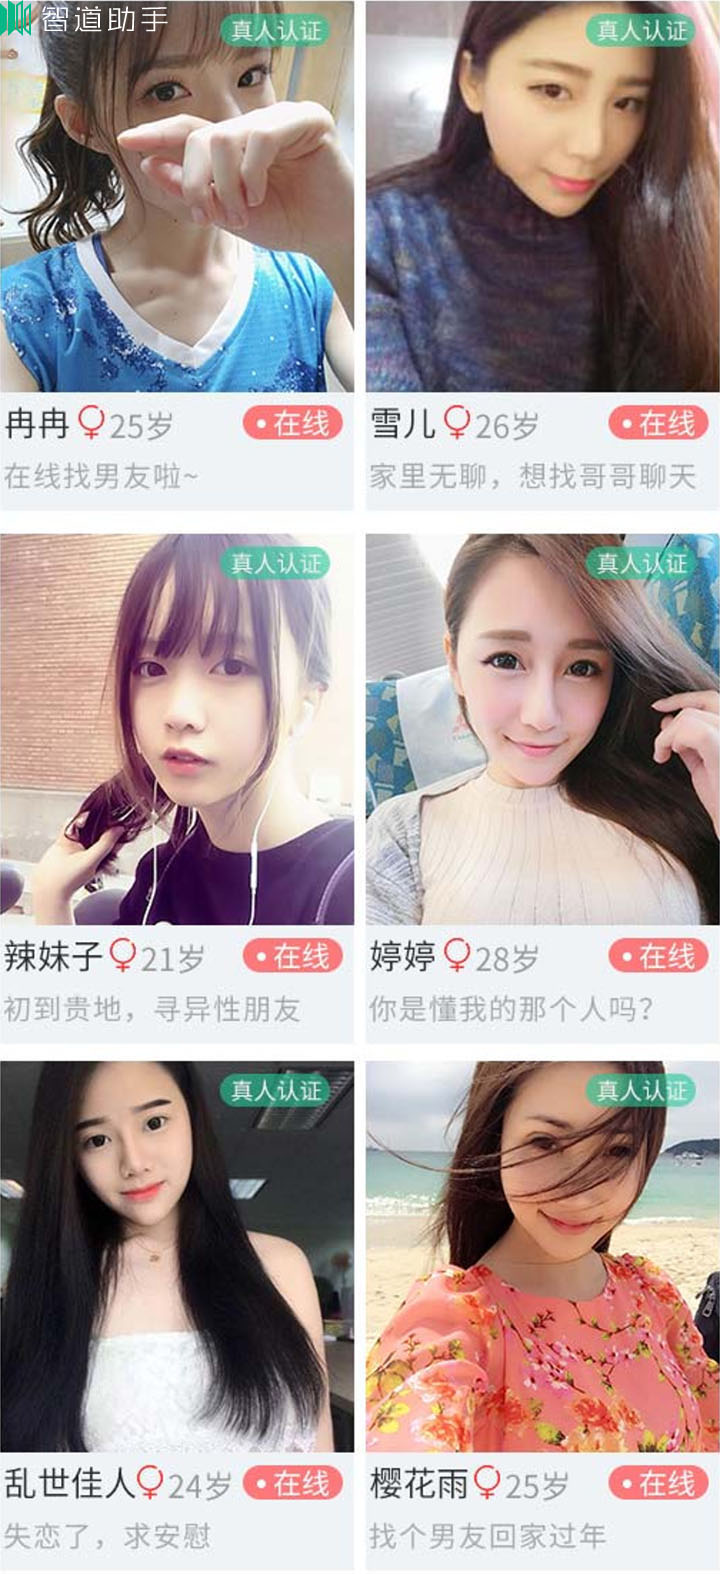 智道助手
真人认证
真人认证
冉冉♀25岁
在线
雪儿♀26岁
在线
在线找男友啦~
家里无聊，想找哥哥聊天
真人认证
真人认证
辣妹子♀21岁
在线
婷婷♀28岁
在线
初到贵地，寻异性朋友
你是懂我的那个人吗?
真人认证
真人认证
乱世佳人♀24岁
在线
樱花雨♀25岁
在线
失恋了，求安慰
找个男友回家过年